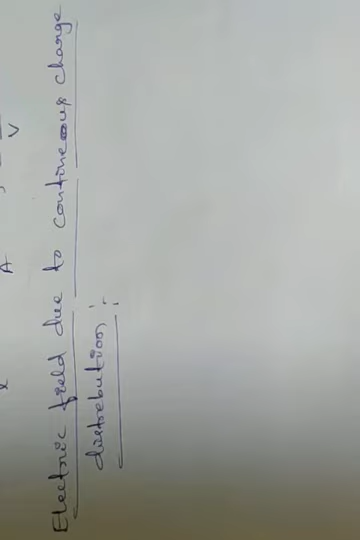 l A , V
Electric field due to continuous charge
distribution :